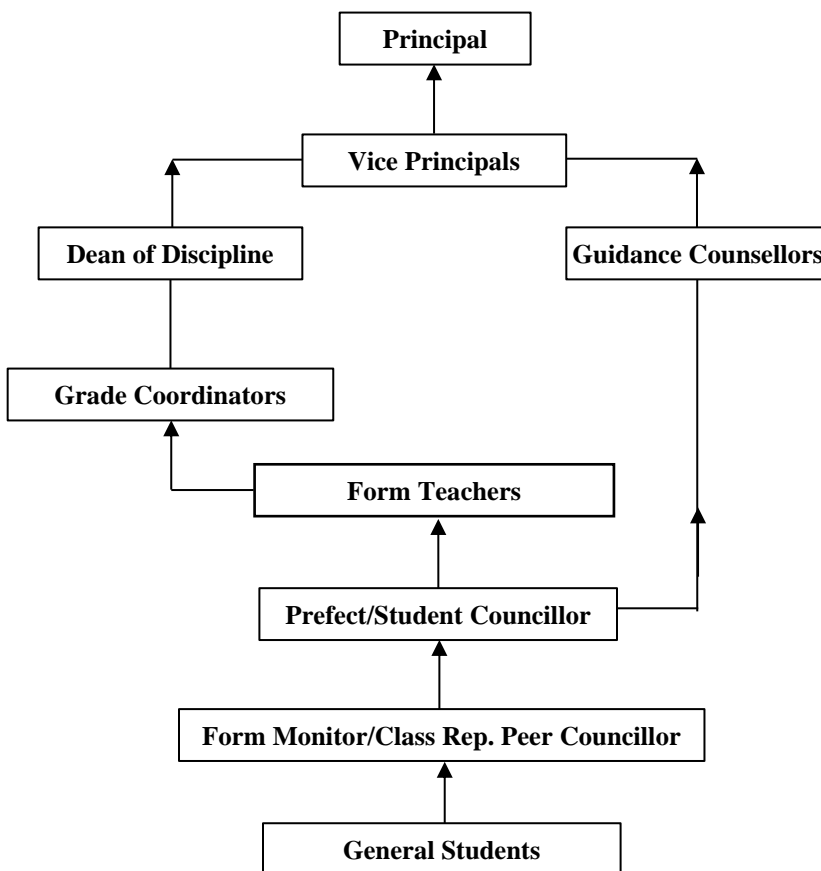 Principal
Vice Principals
Dean of Discipline
Guidance Counsellors
Grade Coordinators
Form Teachers
Prefect/Student Councillor
Form Monitor/Class Rep. Peer Councillor
General Students